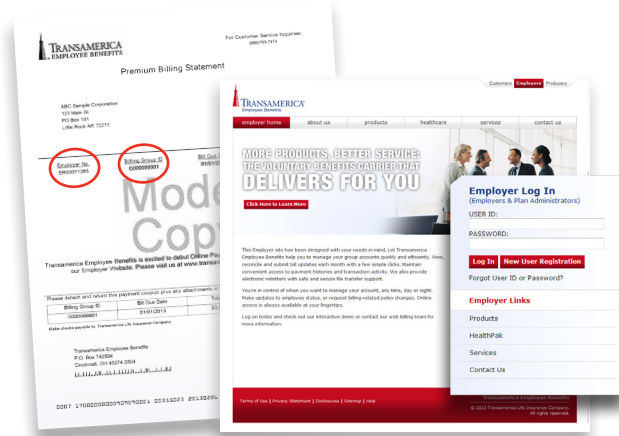 TRANSAMERICA
EMPLOYEE BENEFITS
For Customer Service Inquiries:
(888)763-7474
Premium Billing Statement
ABC Sample Corporation
123 Main St
PO Box 101
Little Rock AR 72211
Employer No.
Billing Group ID
Bill Due
G000099901
01/01/
Mode
Copy
Transamerica Employee Benefits is excited to debut Online Pay
our Employer Website. Please visit us at www.transam
Please detach and return this payment coupon plus any attachments
Billing Group ID
Bill Due Date
G000099901
01/01/2013
Make checks payable to: Transamerica Life Insurance Company
Transamerica Employee Benefits
P.O. Box 742504
Cincinnati, OH 45274-2504
Customers
Employers
Producers
TRANSAMERICA
Employee Benefits
employer home
about us
products
healthcare
services
contact us
MORE PRODUCTS, BETTER SERVICE:
THE VOLUNTARY BENEFITS CARRIER THAT
DELIVERS FOR YOU
Click Here to Learn More
This Employer site has been designed with your needs in mind. Let Transamerica
Employee Benefits help you to manage your group accounts quickly and efficiently. View,
reconcile and submit bill updates each month with a few simple clicks. Maintain
convenient access to payment histories and transaction activity. We also provide
electronic remitters with safe and secure file transfer support.
You're in control of when you want to manage your account, any time, day or night.
Make updates to employee status, or request billing-related policy changes. Online
access is always available at your fingertips.
Log on today and check out our interactive demo or contact our web billing team for
more information.
Employer Log In
(Employers & Plan Administrators)
USER ID:
PASSWORD:
Log In
New User Registration
Forgot User ID or Password?
Employer Links
Products
HealthPak
Services
Contact Us
Terms of Use | Privacy Statement | Disclosures | Sitemap | Help
Transamerica Employee Benefits
© 2012 Transamerica Life Insurance Company.
All rights reserved.